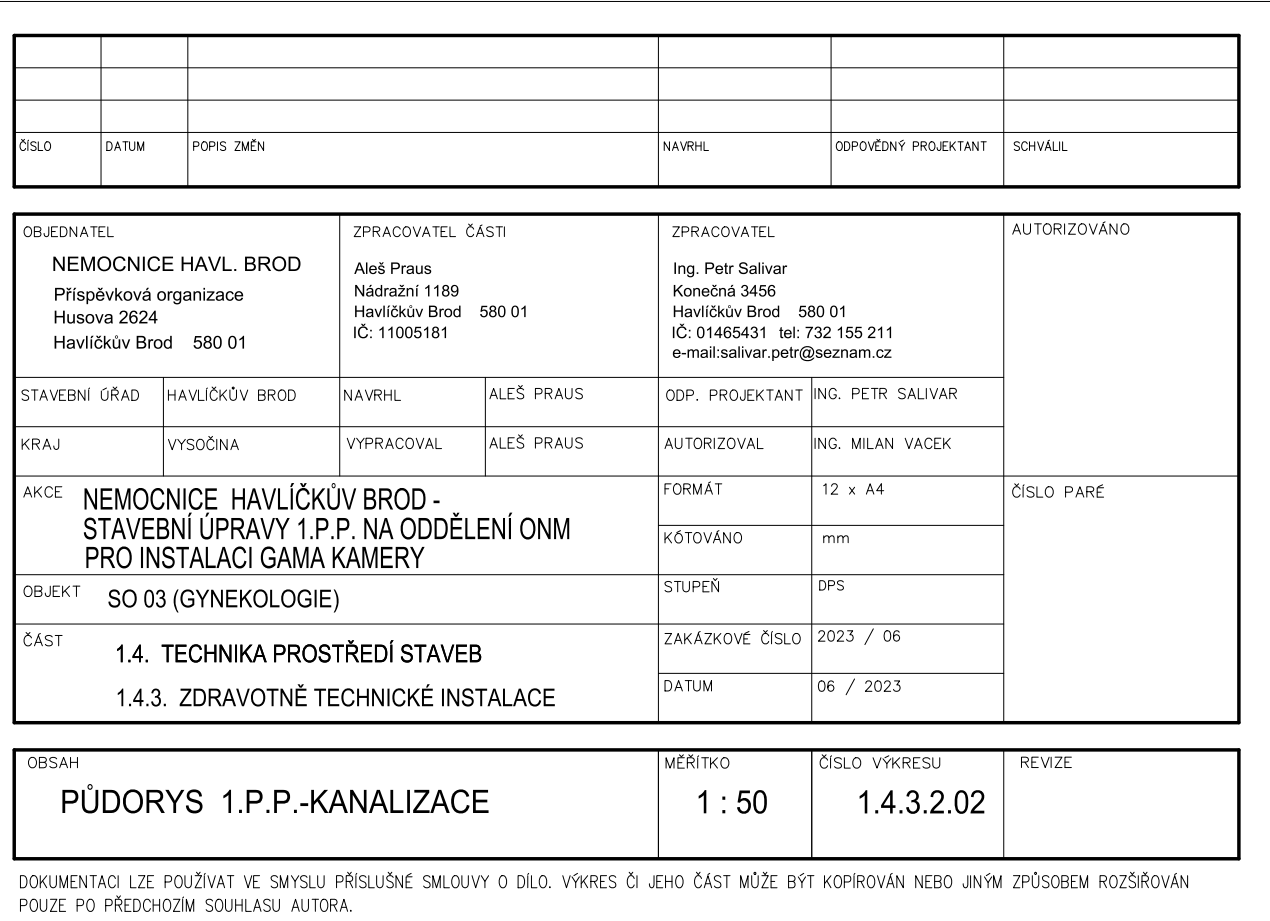 ČÍSLO DATUM POPIS ZMĚN NAVRHL ODPOVĚDNÝ PROJEKTANT SCHVÁLIL
OBJEDNATEL
NEMOCNICE HAVL. BROD
Příspěvková organizace
Husova 2624
Havlíčkův Brod 580 01
ZPRACOVATEL ČÁSTI
Aleš Praus
Nádražní 1189
Havlíčkův Brod 580 01
IČ: 11005181
ZPRACOVATEL
Ing. Petr Salivar
Konečná 3456
Havlíčkův Brod 580 01
IČ: 01465431 tel: 732 155 211
e-mail:salivar.petr@seznam.cz
AUTORIZOVÁNO
STAVEBNÍ ÚŘAD HAVLÍČKŮV BROD NAVRHL ALEŠ PRAUS ODP. PROJEKTANT ING. PETR SALIVAR
KRAJ VYSOČINA VYPRACOVAL ALEŠ PRAUS AUTORIZOVAL ING. MILAN VACEK
AKCE NEMOCNICE HAVLÍČKŮV BROD -
STAVEBNÍ ÚPRAVY 1.P.P. NA ODDĚLENÍ ONM
PRO INSTALACI GAMA KAMERY
FORMÁT 12 x A4
KÓTOVÁNO mm
ČÍSLO PARÉ
OBJEKT SO 03 (GYNEKOLOGIE)
STUPEŇ DPS
ČÁST 1.4. TECHNIKA PROSTŘEDÍ STAVEB
1.4.3. ZDRAVOTNĚ TECHNICKÉ INSTALACE
ZAKÁZKOVÉ ČÍSLO 2023 / 06
DATUM 06 / 2023
OBSAH
PŮDORYS 1.P.P.-KANALIZACE
MĚŘÍTKO
1 : 50
ČÍSLO VÝKRESU
1.4.3.2.02
REVIZE
DOKUMENTACI LZE POUŽÍVAT VE SMYSLU PŘÍSLUŠNÉ SMLOUVY O DÍLO. VÝKRES ČI JEHO ČÁST MŮŽE BÝT KOPÍROVÁN NEBO JINÝM ZPŮSOBEM ROZŠIŘOVÁN
POUZE PO PŘEDCHOZÍM SOUHLASU AUTORA.